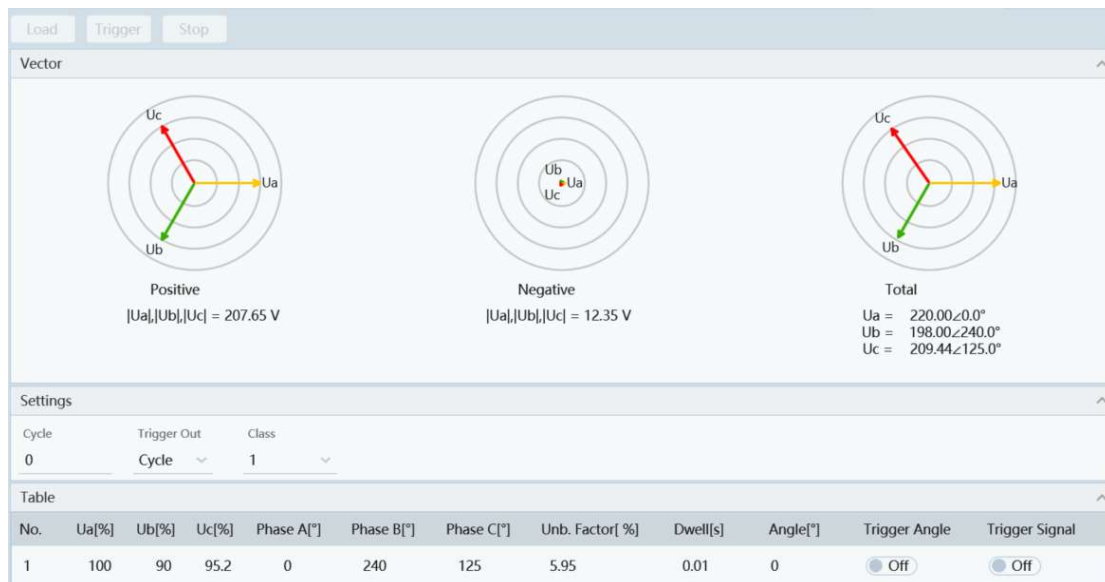 Load Trigger Stop
Vector
Uc Ua Ub
Ub Ua Uc
Uc Ua Ub
Positive Negative Total
|Ua|,|Ub|,|Uc| = 207.65 V |Ua|,|Ub|,|Uc| = 12.35 V Ua = 220.00∠0.0°
Ub = 198.00∠240.0°
Uc = 209.44∠125.0°
Settings
Cycle Trigger Out Class
0 Cycle 1
Table
No. Ua[%] Ub[%] Uc[%] Phase A[°] Phase B[°] Phase C[°] Unb. Factor[ %] Dwell[s] Angle[°] Trigger Angle Trigger Signal
1 100 90 95.2 0 240 125 5.95 0.01 0 Off Off